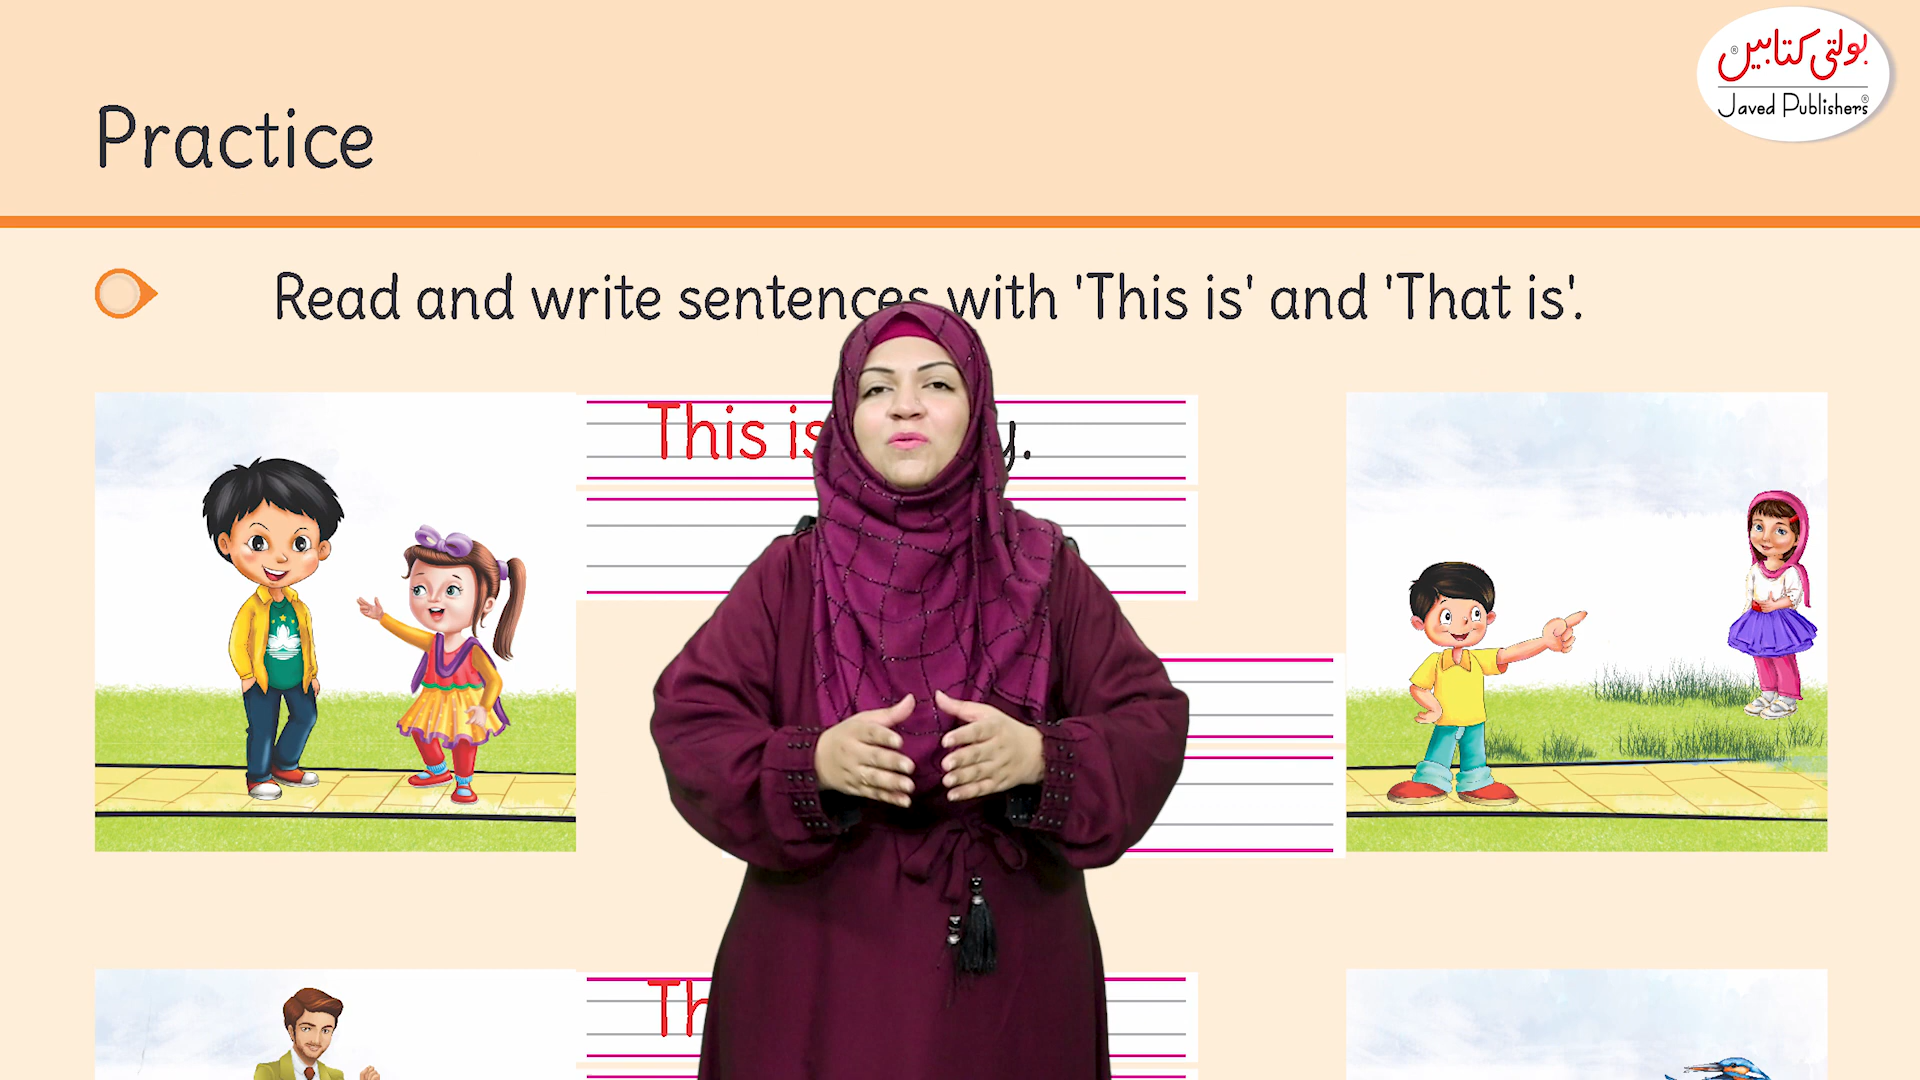 بولتی کتابیں®
Javed Publishers®
Practice
Read and write sentences with 'This is' and 'That is'.
This is